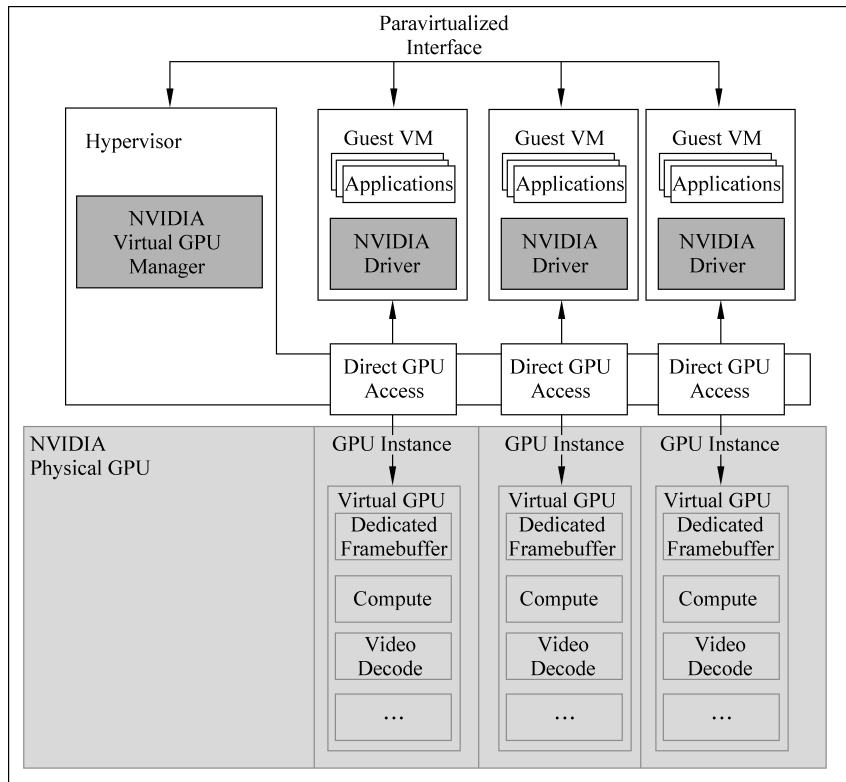 Paravirtualized
Interface
Hypervisor
NVIDIA
Virtual GPU
Manager
Guest VM
Applications
NVIDIA
Driver
Guest VM
Applications
NVIDIA
Driver
Guest VM
Applications
NVIDIA
Driver
Direct GPU
Access
Direct GPU
Access
Direct GPU
Access
NVIDIA
Physical GPU
GPU Instance
Virtual GPU
Dedicated
Framebuffer
Compute
Video
Decode
...
GPU Instance
Virtual GPU
Dedicated
Framebuffer
Compute
Video
Decode
...
GPU Instance
Virtual GPU
Dedicated
Framebuffer
Compute
Video
Decode
...